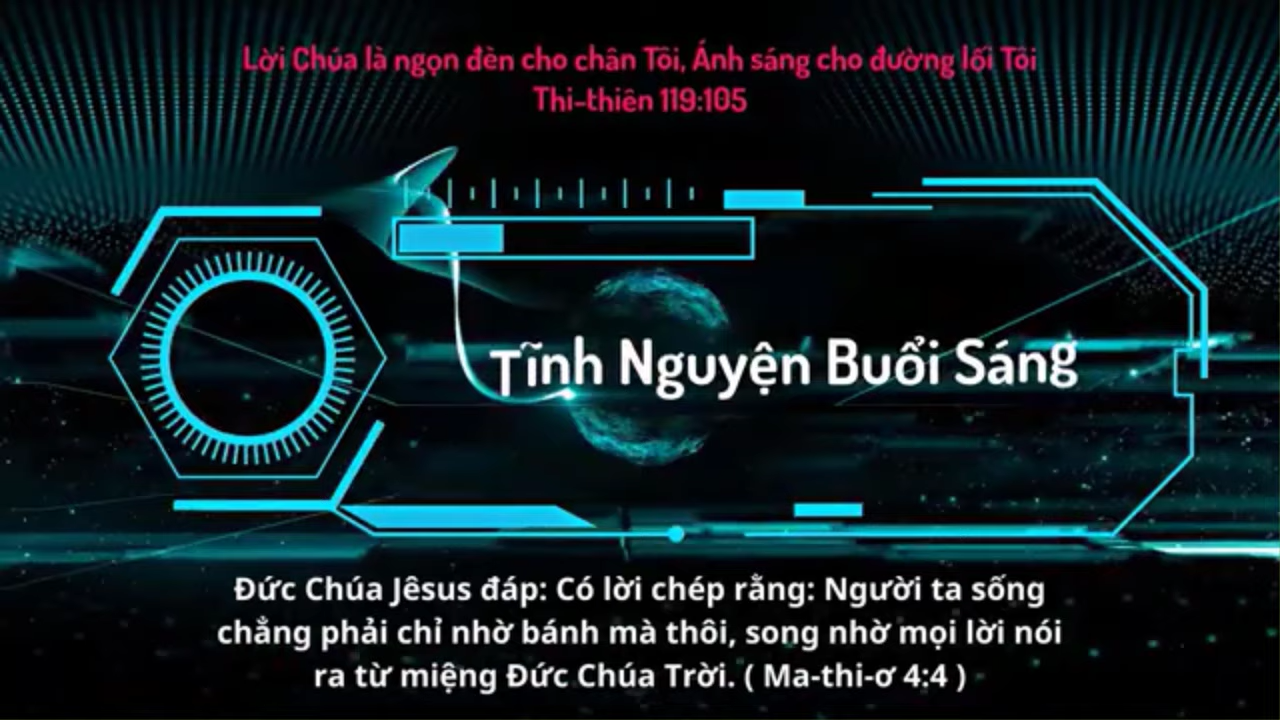 Lời Chúa là ngọn đèn cho chân Tôi, Ánh sáng cho đường lối Tôi
Thi-thiên 119:105
Tĩnh Nguyện Buổi Sáng
Đức Chúa Jêsus đáp: Có lời chép rằng: Người ta sống
chẳng phải chỉ nhờ bánh mà thôi, song nhờ mọi lời nói
ra từ miệng Đức Chúa Trời. ( Ma-thi-ơ 4:4 )